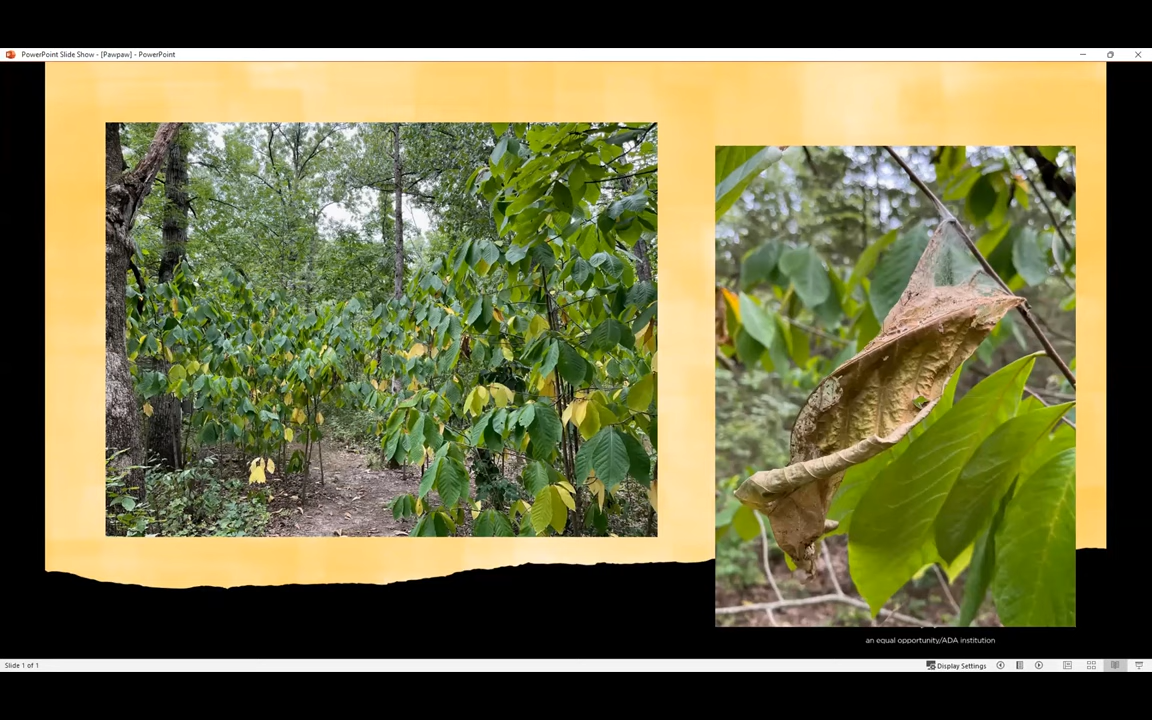 PowerPoint Slide Show - [Pawpaw] - PowerPoint
an equal opportunity/ADA institution
Slide 1 of 1
Display Settings